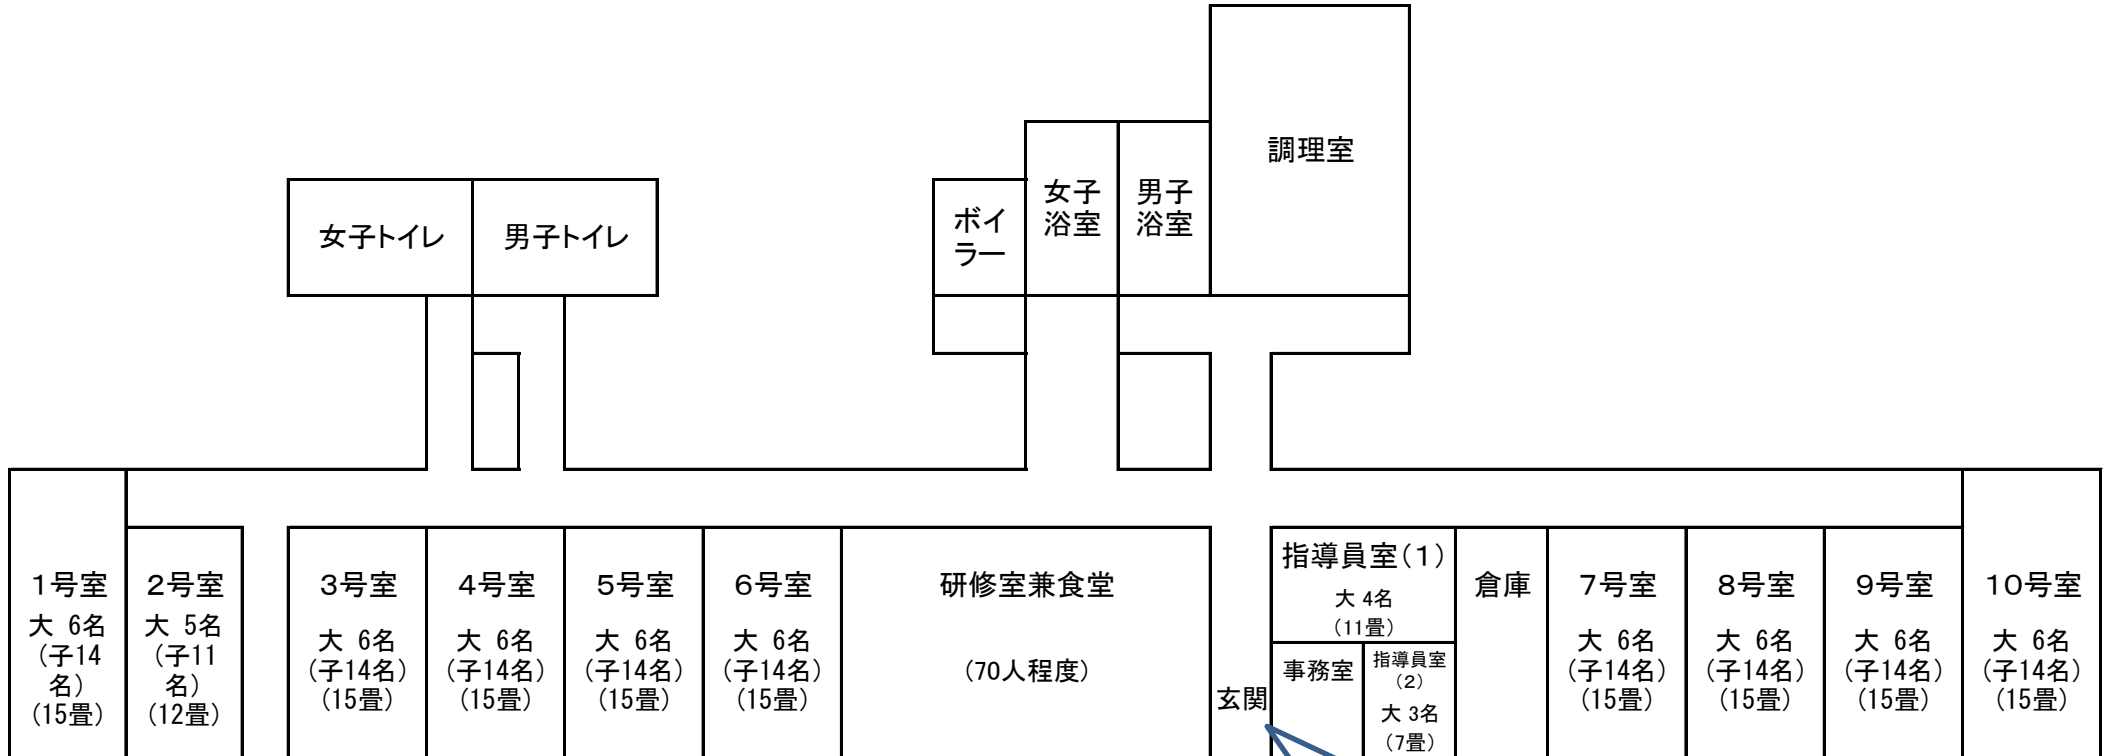 調理室
女子
浴室
男子
浴室
ボイ
ラー
女子トイレ
男子トイレ
1号室
大 6名
(子14
名)
(15畳)
2号室
大 5名
(子11
名)
(12畳)
3号室
大 6名
(子14名)
(15畳)
4号室
大 6名
(子14名)
(15畳)
5号室
大 6名
(子14名)
(15畳)
6号室
大 6名
(子14名)
(15畳)
研修室兼食堂
(70人程度)
玄関
指導員室(1)
大 4名
(11畳)
事務室
指導員室
(2)
大 3名
(7畳)
倉庫
7号室
大 6名
(子14名)
(15畳)
8号室
大 6名
(子14名)
(15畳)
9号室
大 6名
(子14名)
(15畳)
10号室
大 6名
(子14名)
(15畳)